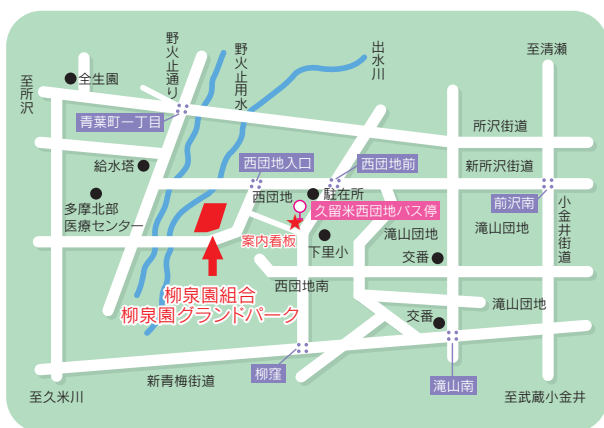 至所沢
全生園
野火止通り
野火止用水
出水川
至清瀬
青葉町一丁目
所沢街道
給水塔
西団地入口
西団地前
新所沢街道
多摩北部
医療センター
西団地
駐在所
久留米西団地バス停
前沢南
小金井街道
案内看板
下里小
滝山団地
滝山団地
交番
柳泉園組合
柳泉園グランドパーク
西団地南
滝山団地
交番
新青梅街道
柳窪
滝山南
至久米川
至武蔵小金井